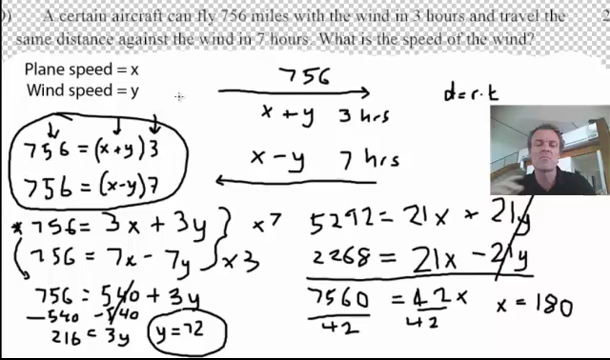 A certain aircraft can fly 756 miles with the wind in 3 hours and travel the
same distance against the wind in 7 hours. What is the speed of the wind?
Plane speed = x
Wind speed = y
756
x + y 3 hrs
d = r · t
x - y 7 hrs
756 = (x + y) 3
756 = (x - y) 7
* 756 = 3x + 3y } x7
756 = 7x - 7y } x3
5292 = 21x + 21y
2268 = 21x - 21y
7560 = 42x
42 42
x = 180
756 = 540 + 3y
-540 -540
216 = 3y
y = 72